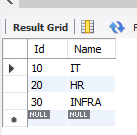 Result Grid
Id Name
10 IT
20 HR
30 INFRA
NULL NULL